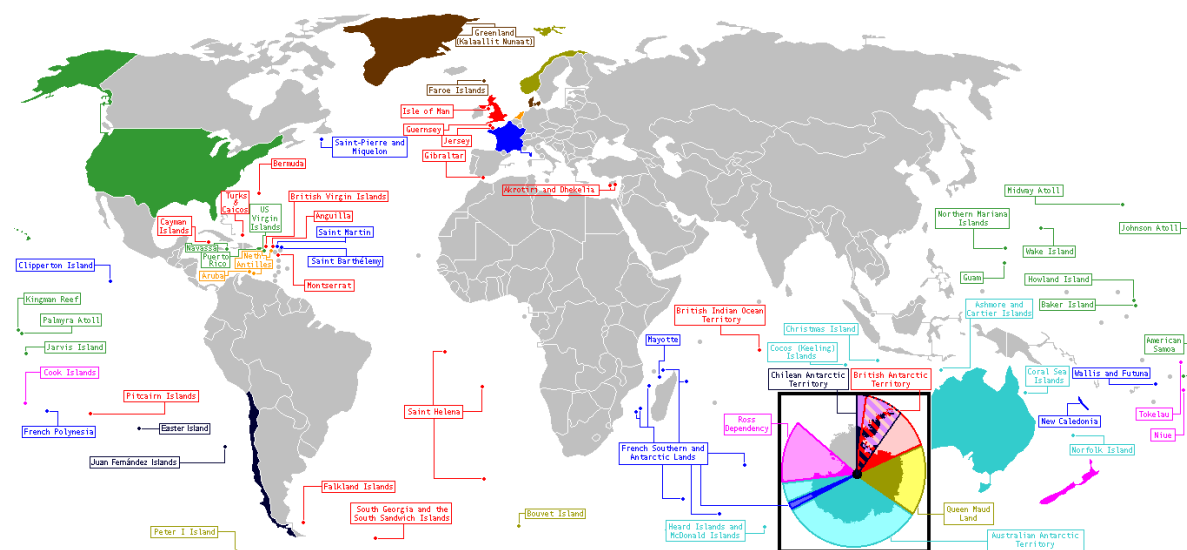 Greenland
(Kalaallit Nunaat)
Faroe Islands
Isle of Man
Guernsey
Jersey
Gibraltar
Saint-Pierre and
Miquelon
Bermuda
Akrotiri and Dhekelia
Turks
&
Caicos
US
Virgin
Islands
British Virgin Islands
Anguilla
Saint Martin
Cayman
Islands
Navassa
Puerto
Rico
Neth.
Antilles
Saint Barthélemy
Aruba
Montserrat
Midway Atoll
Northern Mariana
Islands
Johnson Atoll
Wake Island
Guam
Howland Island
Baker Island
Clipperton Island
Kingman Reef
Palmyra Atoll
Jarvis Island
Cook Islands
French Polynesia
Pitcairn Islands
Easter Island
Juan Fernández Islands
Saint Helena
Falkland Islands
South Georgia and the
South Sandwich Islands
Peter I Island
Bouvet Island
British Indian Ocean
Territory
Ashmore and
Cartier Islands
Christmas Island
Cocos (Keeling)
Islands
Mayotte
Chilean Antarctic
Territory
British Antarctic
Territory
Coral Sea
Islands
American
Samoa
Wallis and Futuna
Ross
Dependency
New Caledonia
Tokelau
Niue
Norfolk Island
French Southern and
Antarctic Lands
Queen Maud
Land
Heard Islands and
McDonald Islands
Australian Antarctic
Territory